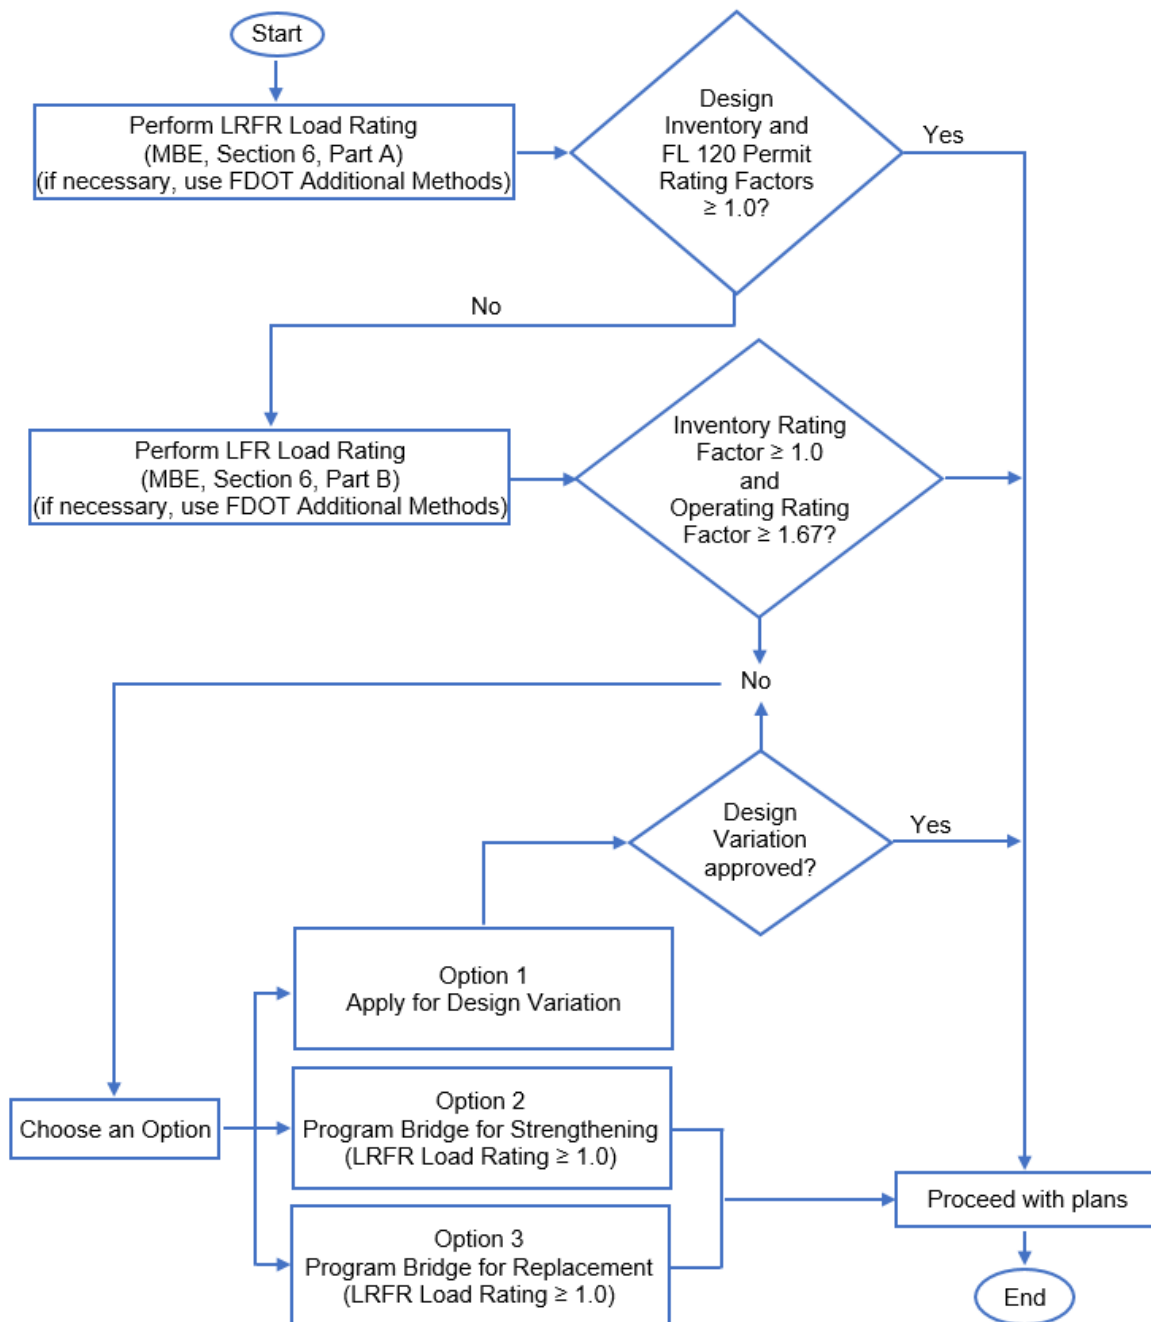 Start
Perform LRFR Load Rating
(MBE, Section 6, Part A)
(if necessary, use FDOT Additional Methods)
Design
Inventory and
FL 120 Permit
Rating Factors
≥ 1.0?
Yes
No
Perform LFR Load Rating
(MBE, Section 6, Part B)
(if necessary, use FDOT Additional Methods)
Inventory Rating
Factor ≥ 1.0
and
Operating Rating
Factor ≥ 1.67?
No
Design
Variation
approved?
Yes
Option 1
Apply for Design Variation
Choose an Option
Option 2
Program Bridge for Strengthening
(LRFR Load Rating ≥ 1.0)
Option 3
Program Bridge for Replacement
(LRFR Load Rating ≥ 1.0)
Proceed with plans
End